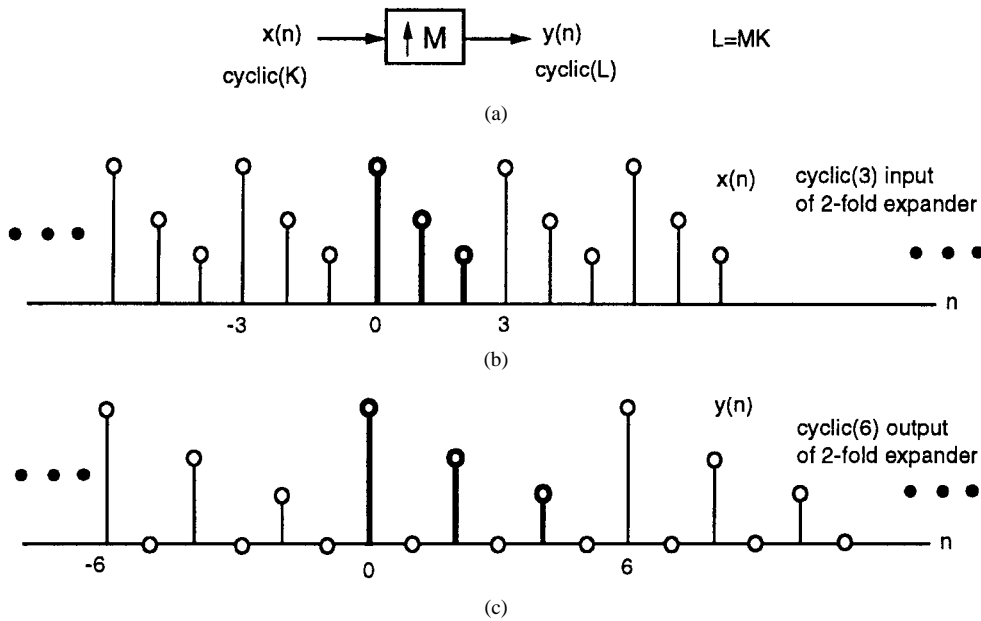 x(n) ↑ M y(n) L=MK
cyclic(K) cyclic(L)
(a)
x(n) cyclic(3) input
of 2-fold expander
n
-3 0 3
(b)
y(n)
cyclic(6) output
of 2-fold expander
n
-6 0 6
(c)